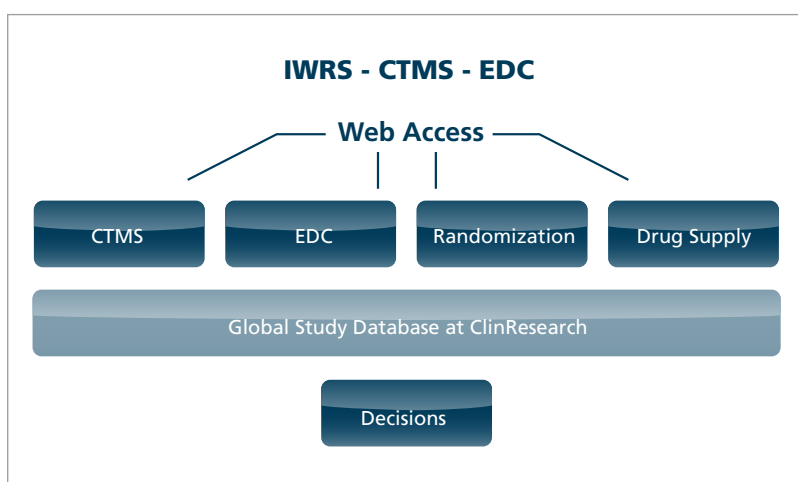 IWRS - CTMS - EDC
Web Access
CTMS
EDC
Randomization
Drug Supply
Global Study Database at ClinResearch
Decisions